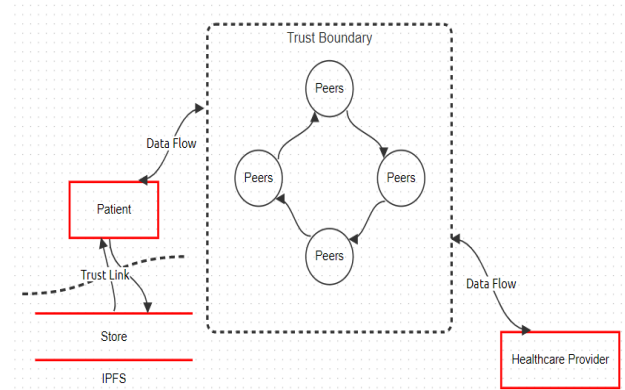 Trust Boundary
Peers
Data Flow
Peers
Peers
Patient
Peers
Trust Link
Data Flow
Store
Healthcare Provider
IPFS